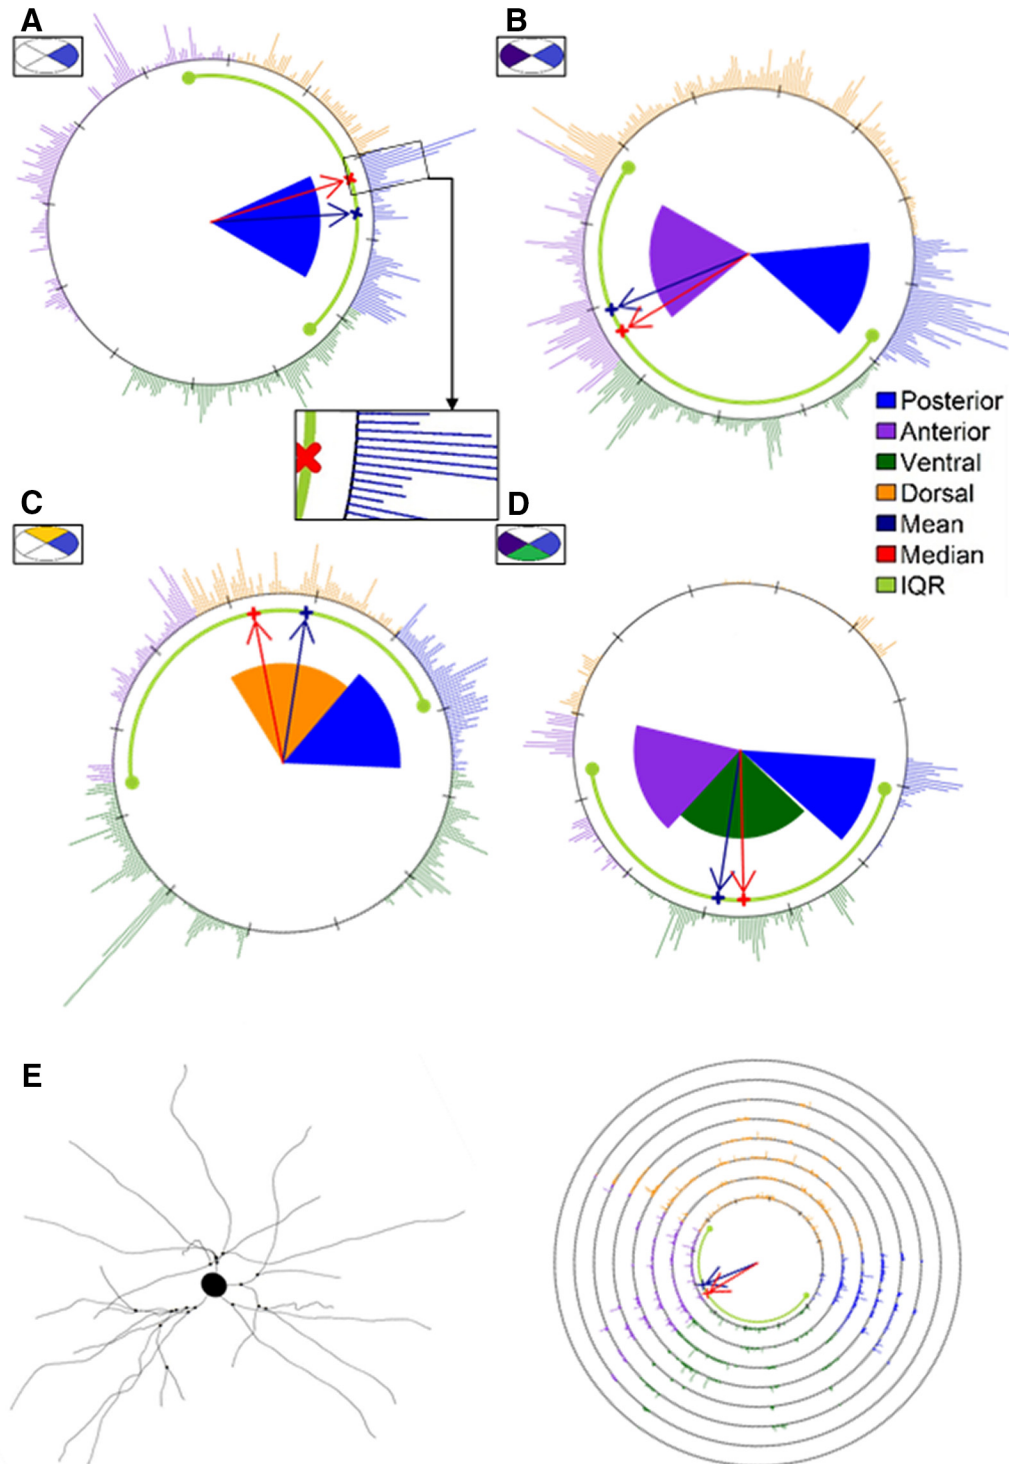 A
B
Posterior
Anterior
Ventral
Dorsal
Mean
Median
IQR
C
D
E